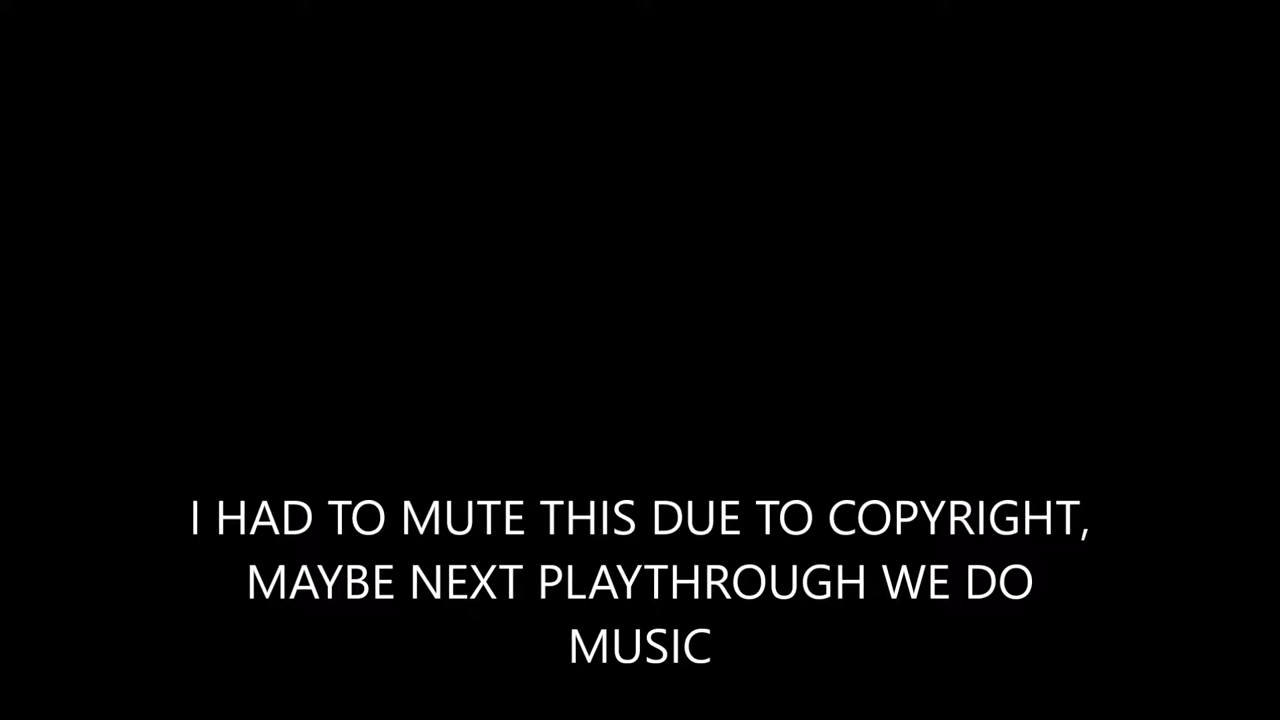 I HAD TO MUTE THIS DUE TO COPYRIGHT,
MAYBE NEXT PLAYTHROUGH WE DO
MUSIC